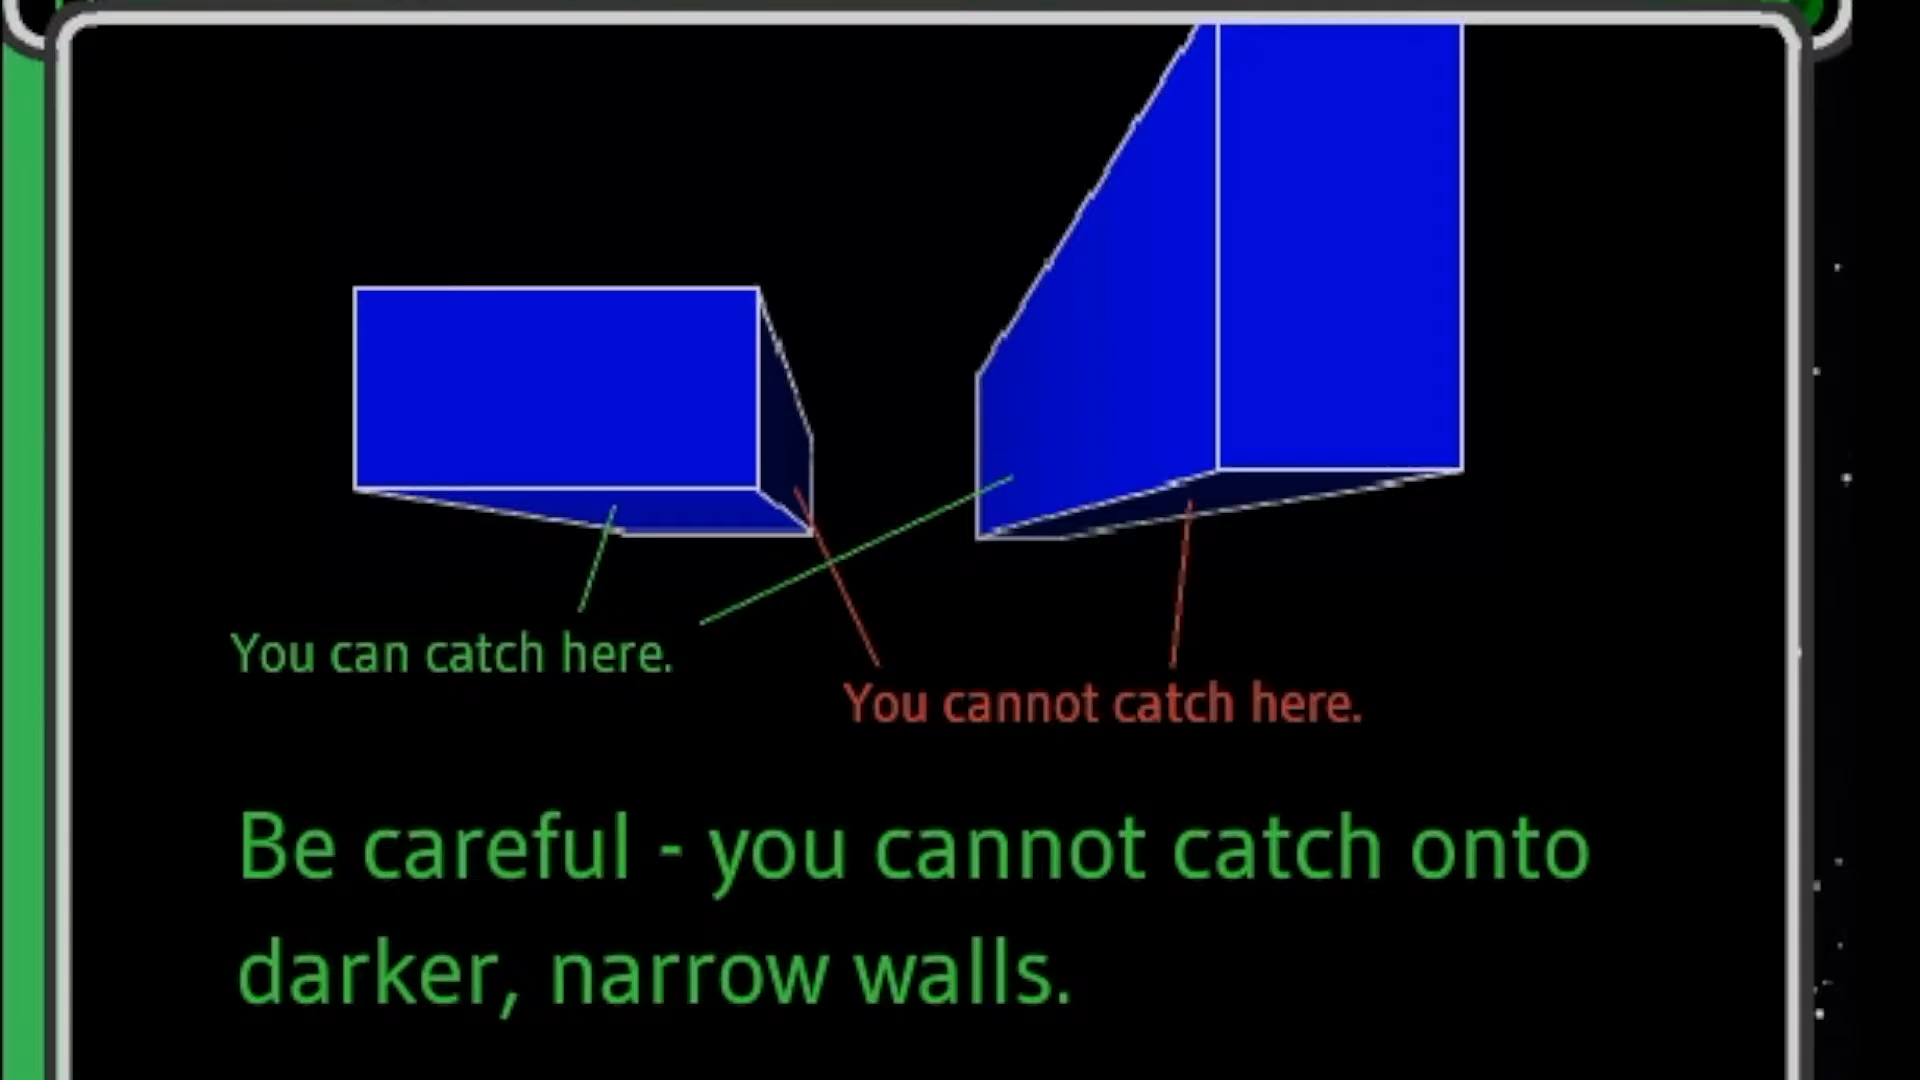 You can catch here.
You cannot catch here.
Be careful - you cannot catch onto
darker, narrow walls.